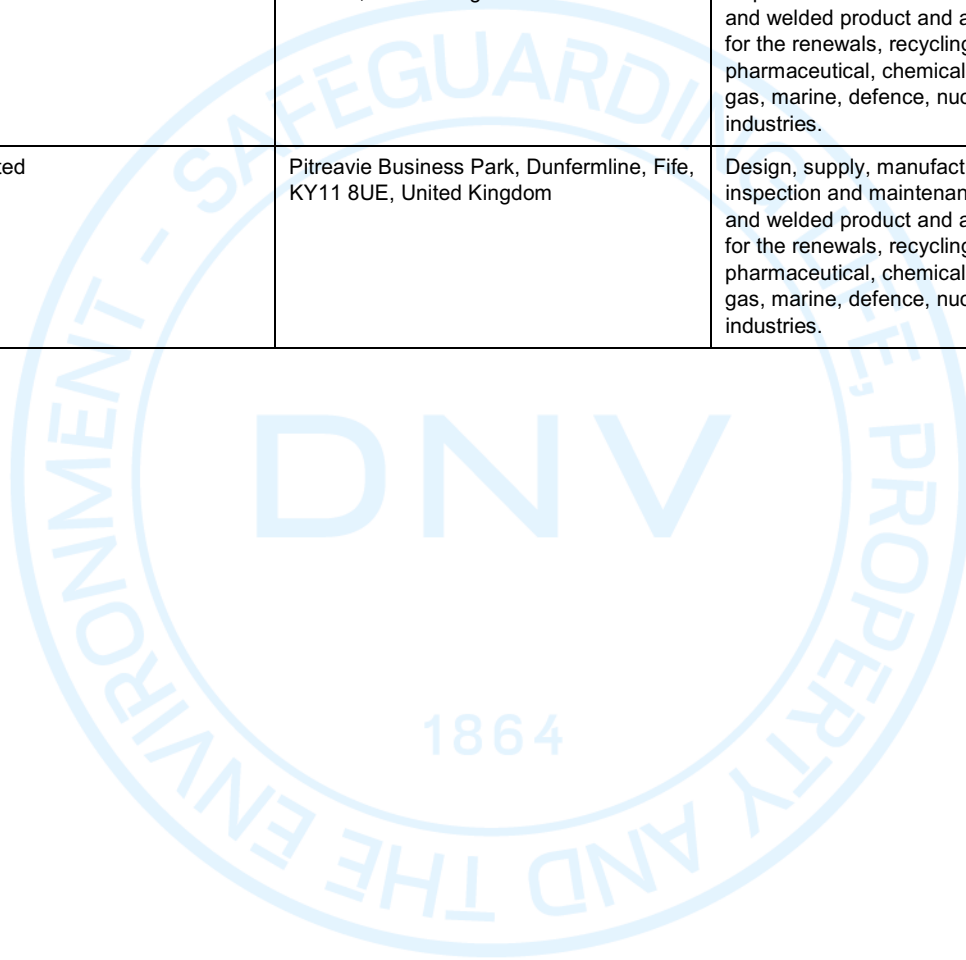 and welded product and a
for the renewals, recycling
pharmaceutical, chemical
gas, marine, defence, nuc
industries.
ted
Pitreavie Business Park, Dunfermline, Fife,
KY11 8UE, United Kingdom
Design, supply, manufact
inspection and maintenan
and welded product and a
for the renewals, recycling
pharmaceutical, chemical
gas, marine, defence, nuc
industries.
SAFEGUARDING LIFE, PROPERTY AND THE ENVIRONMENT -
DNV
1864